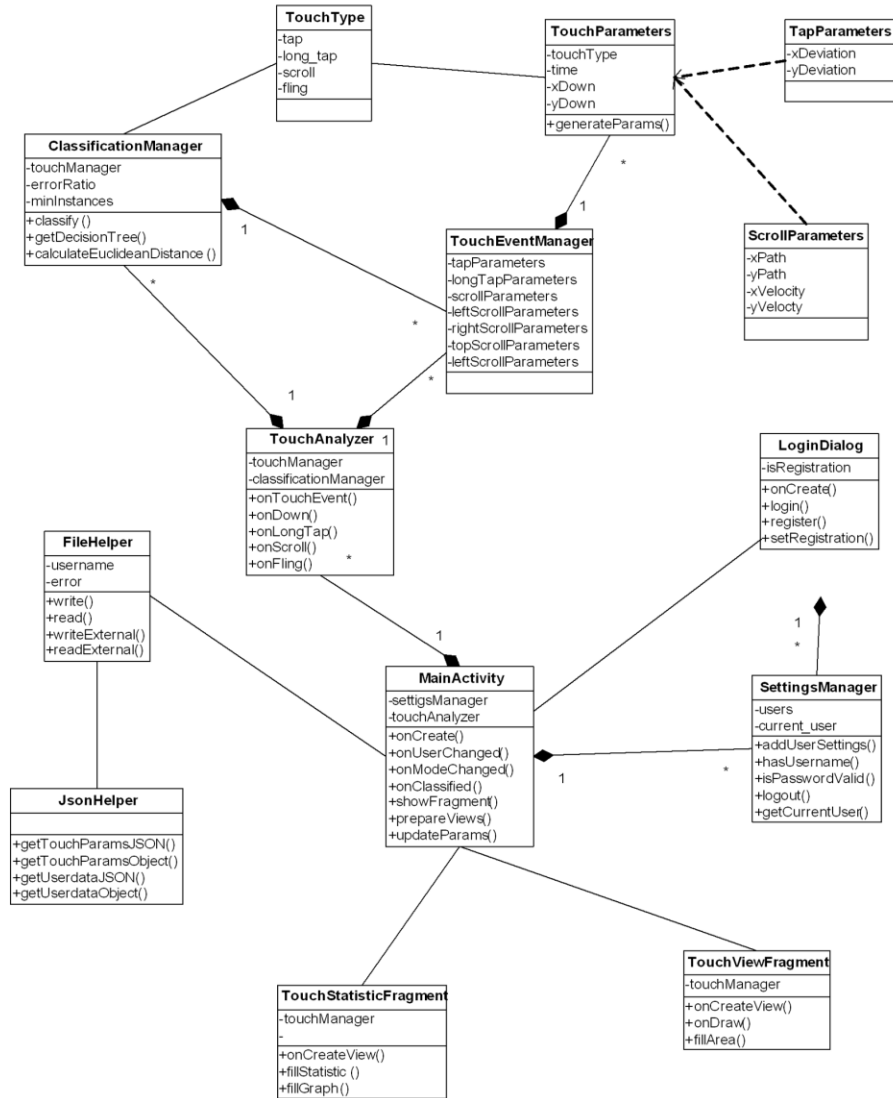 TouchType
-tap
-long_tap
-scroll
-fling
TouchParameters
-touchType
-time
-xDown
-yDown
+generateParams()
TapParameters
-xDeviation
-yDeviation
ClassificationManager
-touchManager
-errorRatio
-minInstances
+classify()
+getDecisionTree()
+calculateEuclideanDistance()
1
*
*
1
TouchEventManager
-tapParameters
-longTapParameters
-scrollParameters
-leftScrollParameters
-rightScrollParameters
-topScrollParameters
-leftScrollParameters
ScrollParameters
-xPath
-yPath
-xVelocity
-yVelocty
*
*
1
1
TouchAnalyzer
-touchManager
-classificationManager
+onTouchEvent()
+onDown()
+onLongTap()
+onScroll()
+onFling()
*
LoginDialog
-isRegistration
+onCreate()
+login()
+register()
+setRegistration()
FileHelper
-username
-error
+write()
+read()
+writeExternal()
+readExternal()
1
1
*
MainActivity
-settigsManager
-touchAnalyzer
+onCreate()
+onUserChanged()
+onModeChanged()
+onClassified()
+showFragment()
+prepareViews()
+updateParams()
1
*
SettingsManager
-users
-current_user
+addUserSettings()
+hasUsername()
+isPasswordValid()
+logout()
+getCurrentUser()
JsonHelper
+getTouchParamsJSON()
+getTouchParamsObject()
+getUserdataJSON()
+getUserdataObject()
TouchStatisticFragment
-touchManager
-
+onCreateView()
+fillStatistic ()
+fillGraph()
TouchViewFragment
-touchManager
+onCreateView()
+onDraw()
+fillArea()